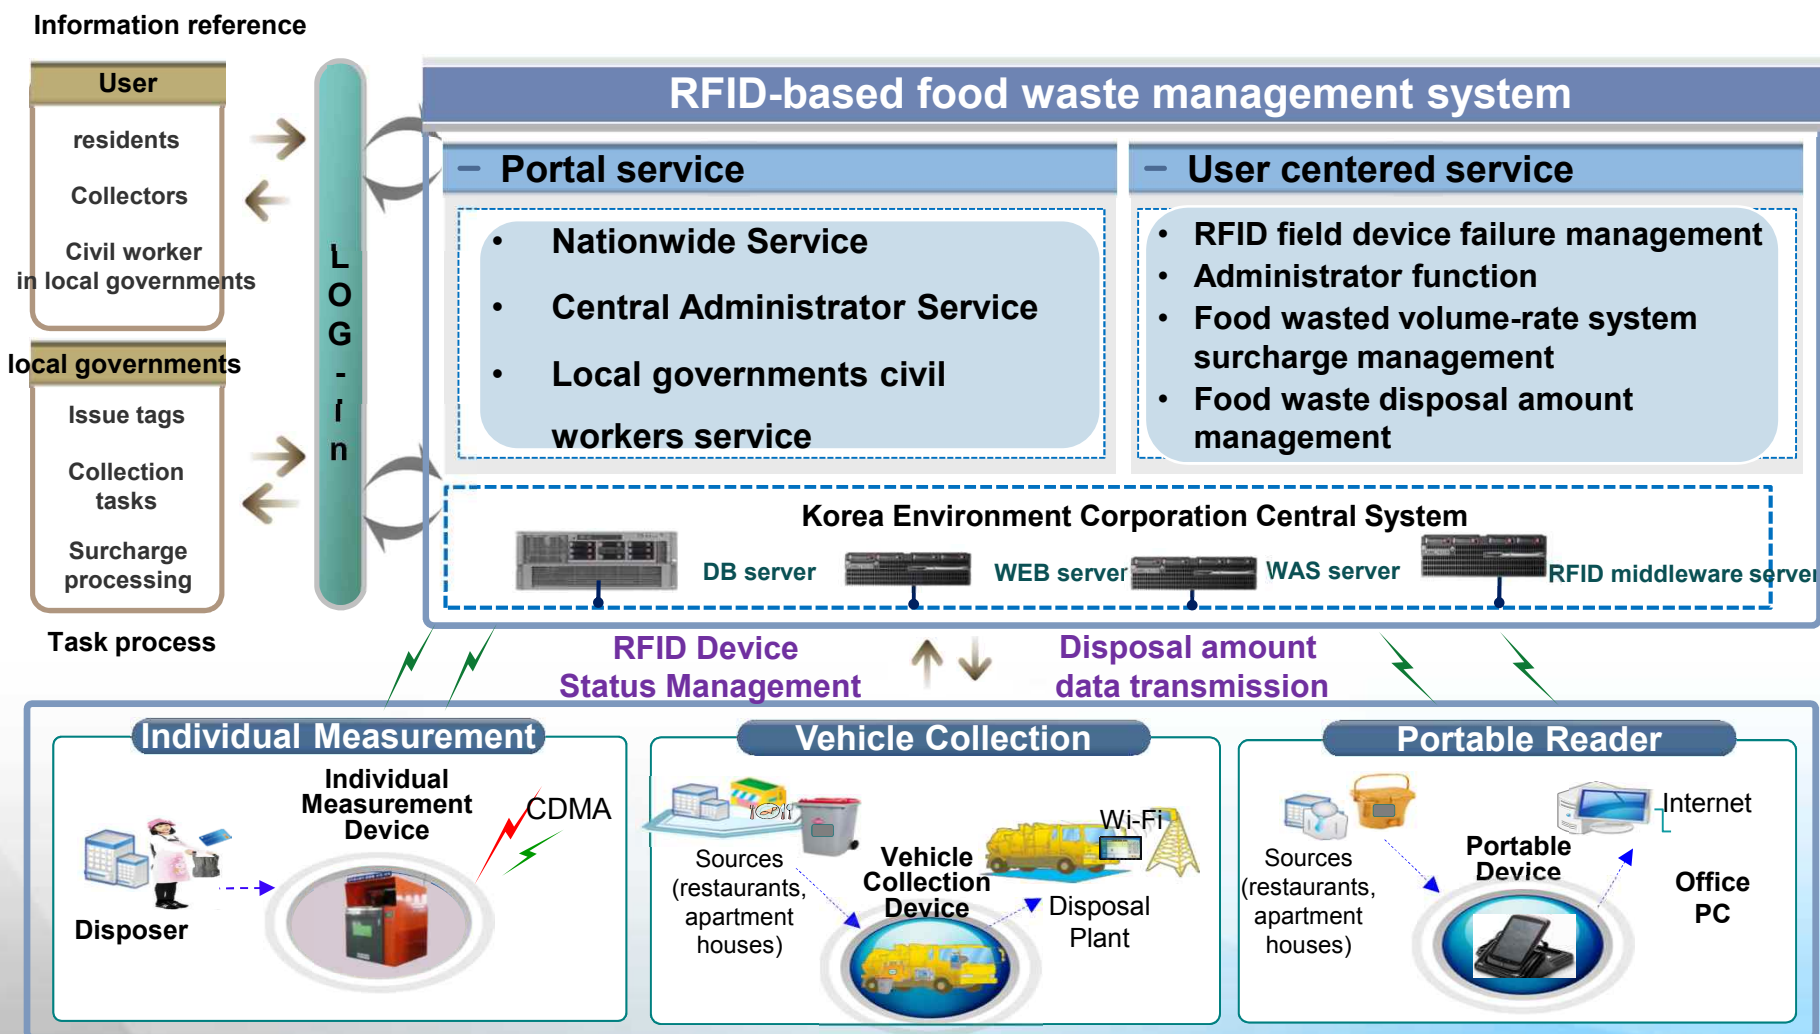 Information reference
User
residents
Collectors
Civil worker
in local governments
local governments
Issue tags
Collection
tasks
Surcharge
processing
Task process
LOG-In
RFID-based food waste management system
– Portal service
• Nationwide Service
• Central Administrator Service
• Local governments civil
workers service
– User centered service
• RFID field device failure management
• Administrator function
• Food wasted volume-rate system
surcharge management
• Food waste disposal amount
management
Korea Environment Corporation Central System
DB server
WEB server
WAS server
RFID middleware server
RFID Device
Status Management
Disposal amount
data transmission
Individual Measurement
Individual
Measurement
Device
CDMA
Disposer
Vehicle Collection
Sources
(restaurants,
apartment
houses)
Vehicle
Collection
Device
Wi-Fi
Disposal
Plant
Portable Reader
Sources
(restaurants,
apartment
houses)
Portable
Device
Internet
Office
PC